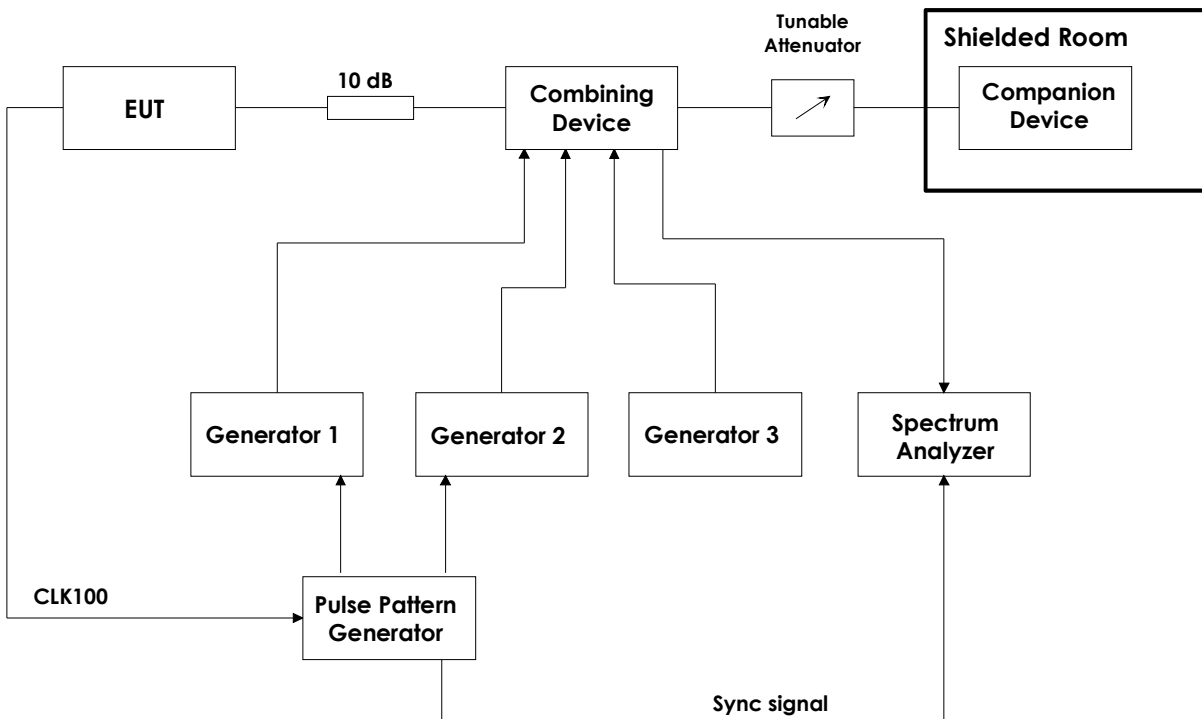 Tunable
Attenuator
Shielded Room
10 dB
EUT
Combining
Device
Companion
Device
Generator 1
Generator 2
Generator 3
Spectrum
Analyzer
CLK100
Pulse Pattern
Generator
Sync signal